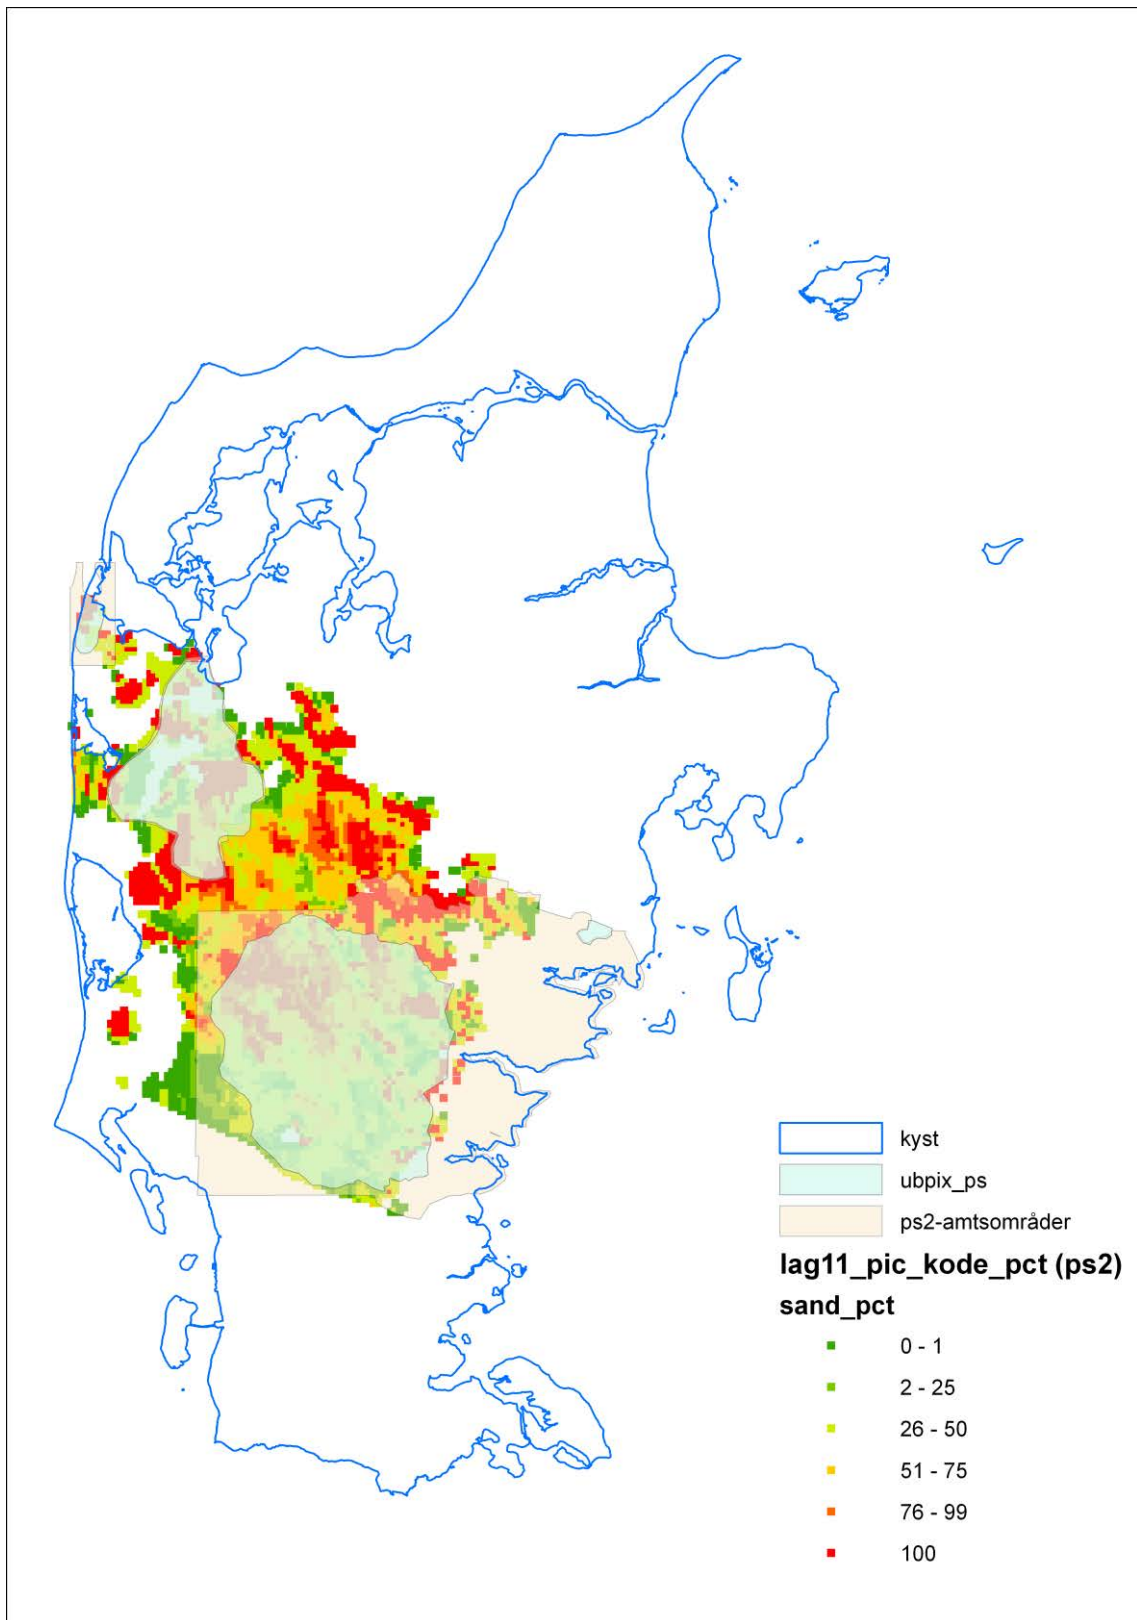 kyst
ubpix_ps
ps2-amtsområder
lag11_pic_kode_pct (ps2)
sand_pct
0 - 1
2 - 25
26 - 50
51 - 75
76 - 99
100